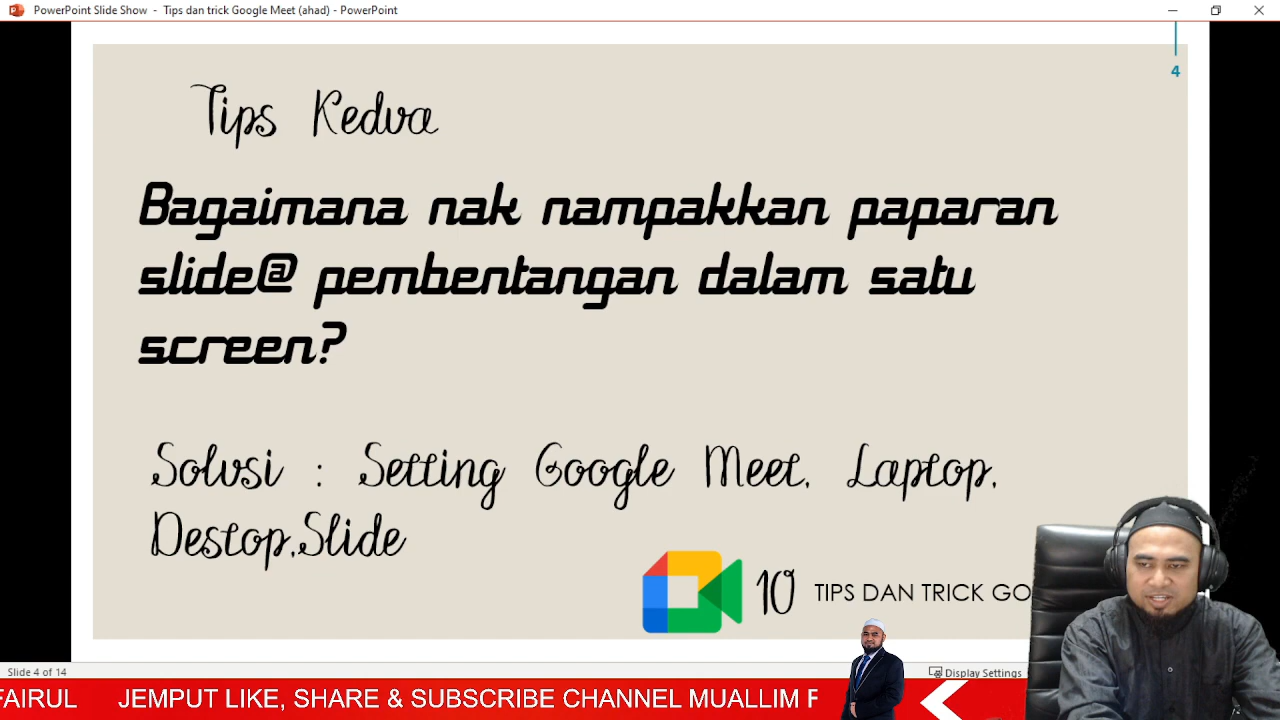 PowerPoint Slide Show - Tips dan trick Google Meet (ahad) - PowerPoint
4
Tips Kedua
Bagaimana nak nampakkan paparan
slide@ pembentangan dalam satu
screen?
Solusi : Setting Google Meet, Laptop,
Destop,Slide
10 TIPS DAN TRICK GO
Slide 4 of 14
Display Settings
FAIRUL JEMPUT LIKE, SHARE & SUBSCRIBE CHANNEL MUALLIM F